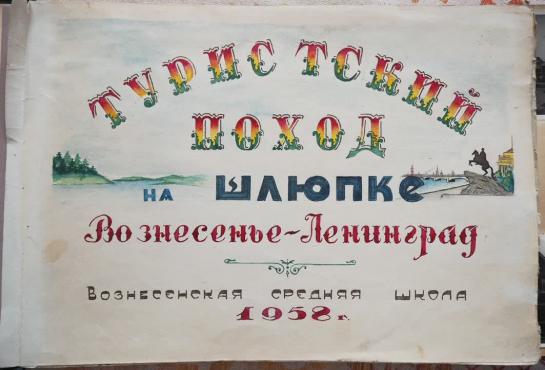 ТУРИСТСКИЙ
ПОХОД
НА ШЛЮПКЕ
Вознесенье-Ленинград
ВОЗНЕСЕНСКАЯ СРЕДНЯЯ ШКОЛА
1958 г.